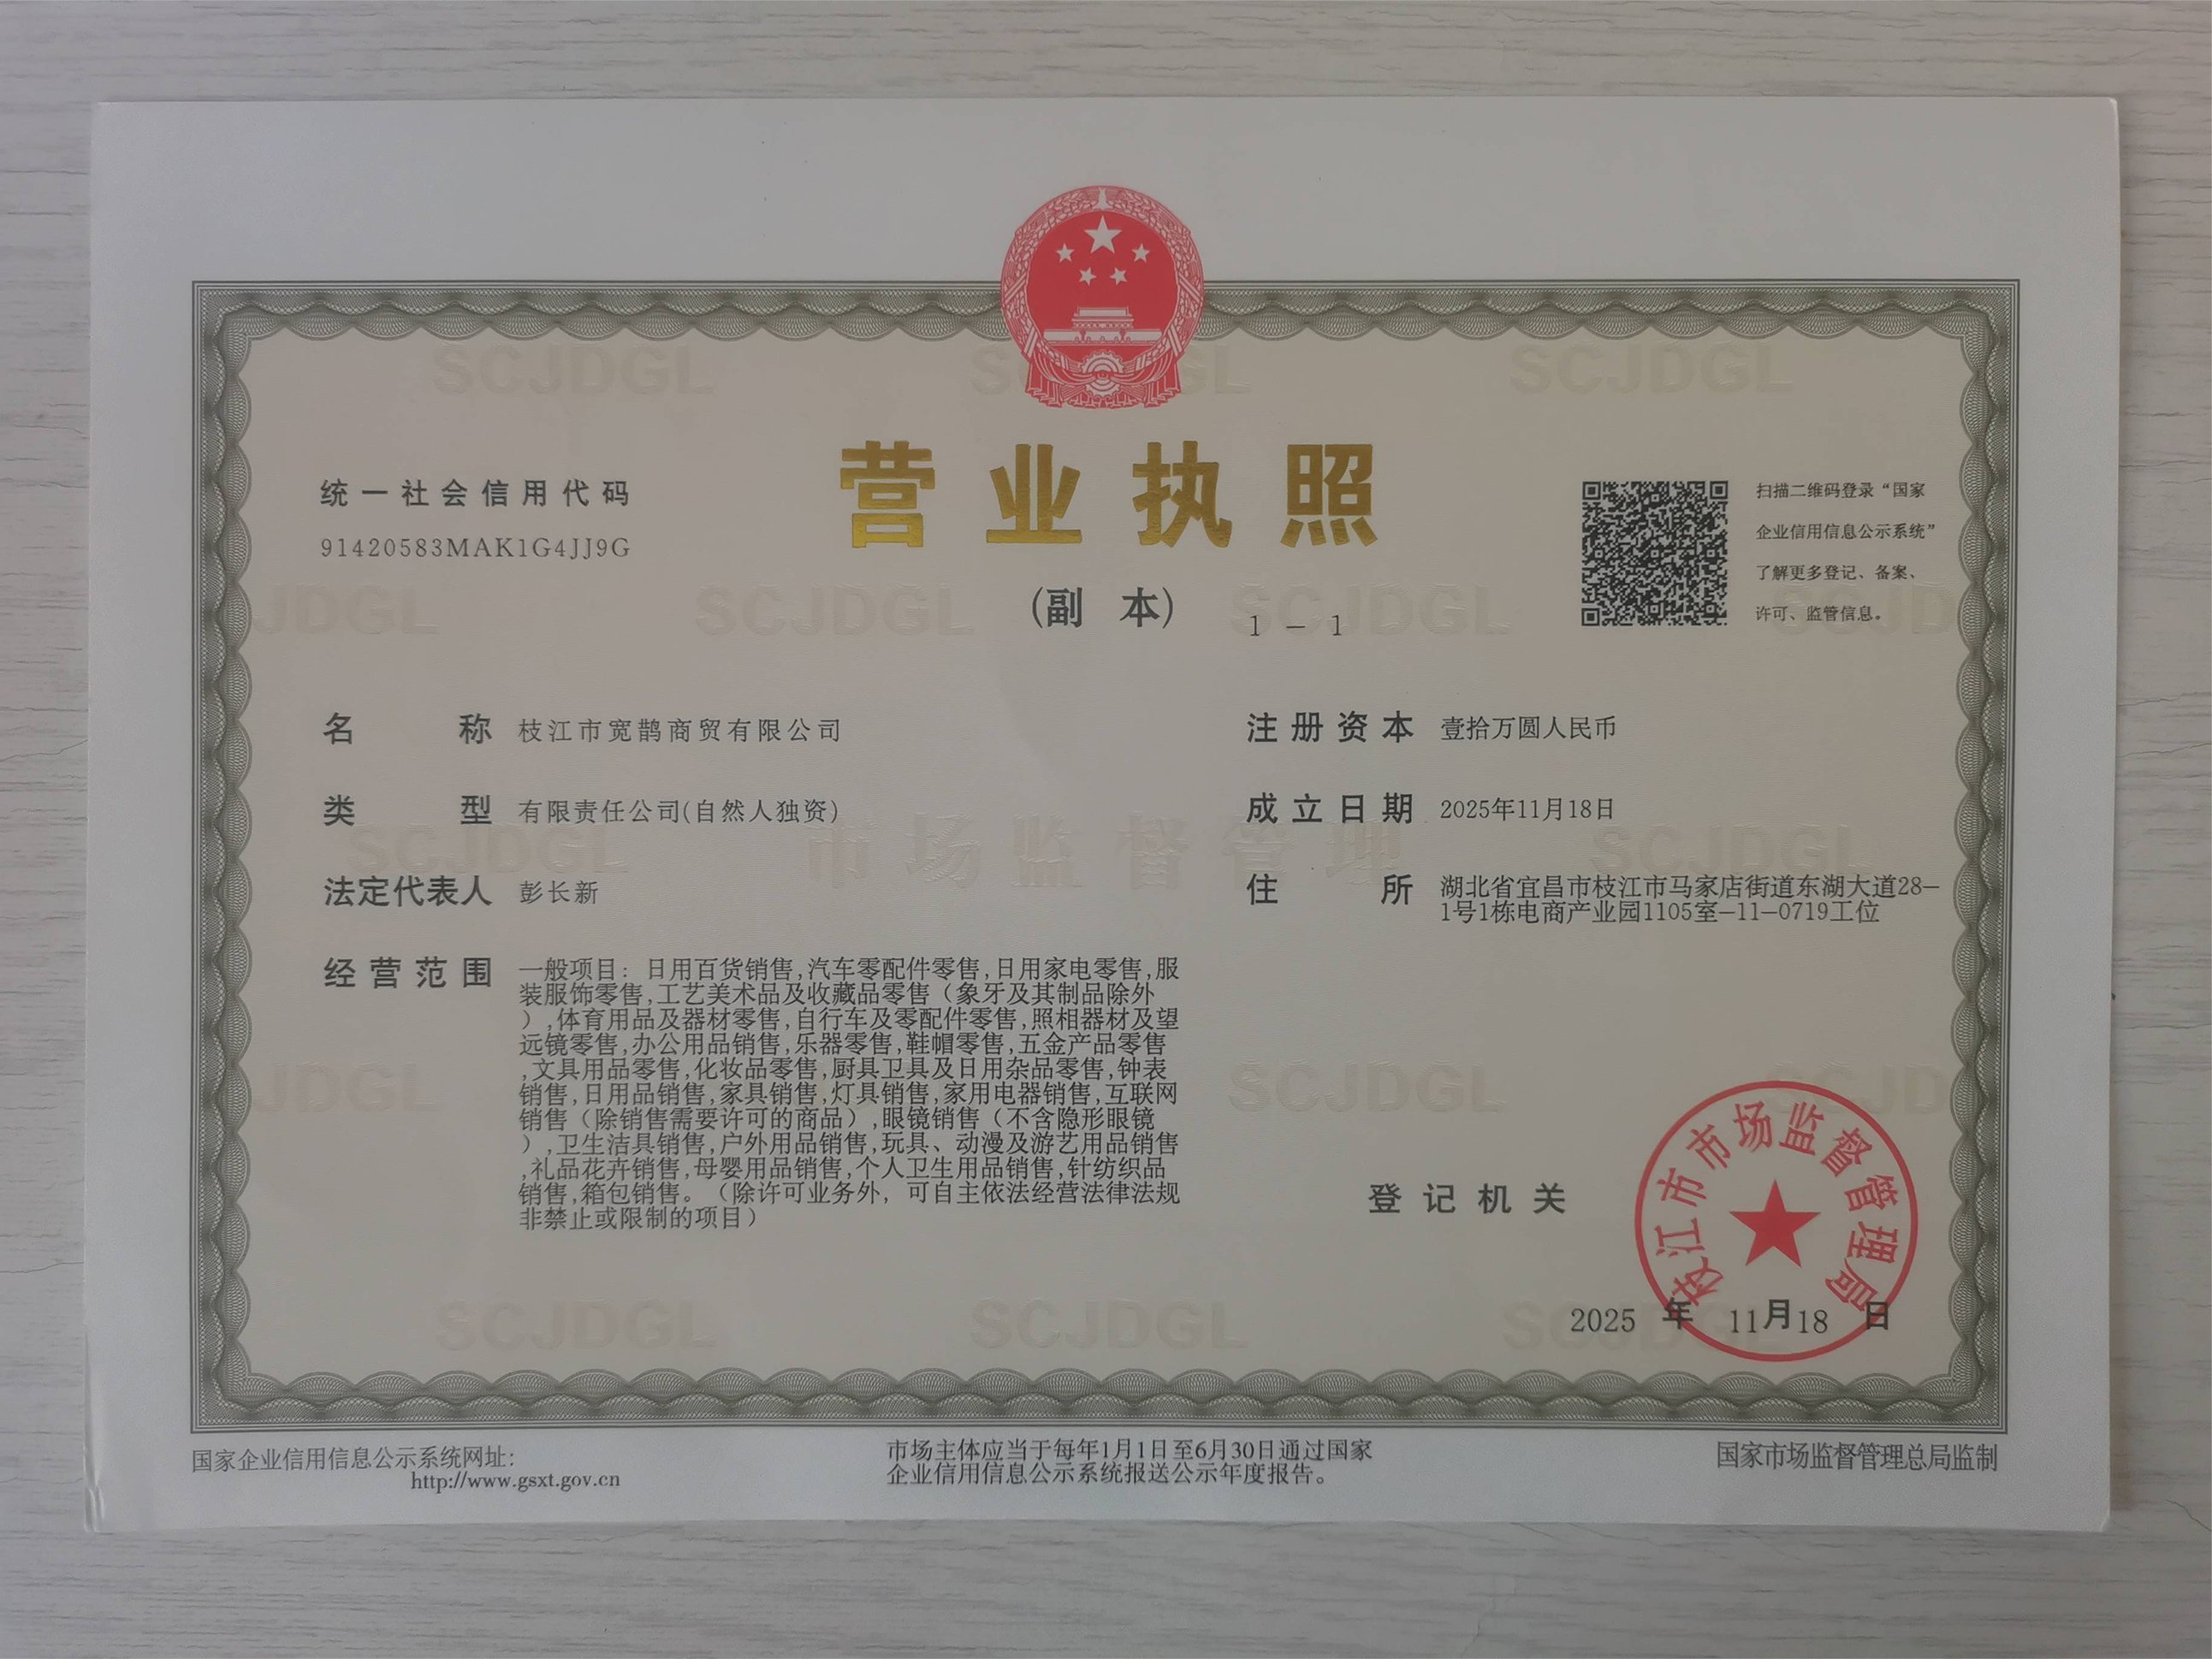 营业执照
(副 本)
1－1
统一社会信用代码
91420583MAK1G4JJ9G
扫描二维码登录“国家
企业信用信息公示系统”
了解更多登记、备案、
许可、监管信息。
名 称 枝江市宽鹊商贸有限公司
类 型 有限责任公司(自然人独资)
法定代表人 彭长新
经营范围 一般项目：日用百货销售,汽车零配件零售,日用家电零售,服
装服饰零售,工艺美术品及收藏品零售（象牙及其制品除外
）,体育用品及器材零售,自行车及零配件零售,照相器材及望
远镜零售,办公用品销售,乐器零售,鞋帽零售,五金产品零售
,文具用品零售,化妆品零售,厨具卫具及日用杂品零售,钟表
销售,日用品销售,家具销售,灯具销售,家用电器销售,互联网
销售（除销售需要许可的商品）,眼镜销售（不含隐形眼镜
）,卫生洁具销售,户外用品销售,玩具、动漫及游艺用品销售
,礼品花卉销售,母婴用品销售,个人卫生用品销售,针纺织品
销售,箱包销售。（除许可业务外，可自主依法经营法律法规
非禁止或限制的项目）
注册资本 壹拾万圆人民币
成立日期 2025年11月18日
住 所 湖北省宜昌市枝江市马家店街道东湖大道28－
1号1栋电商产业园1105室－11－0719工位
登记机关
枝江市市场监督管理局
2025 年 11月18 日
SCJDGL
市场监督管理
国家企业信用信息公示系统网址:
http://www.gsxt.gov.cn
市场主体应当于每年1月1日至6月30日通过国家
企业信用信息公示系统报送公示年度报告。
国家市场监督管理总局监制